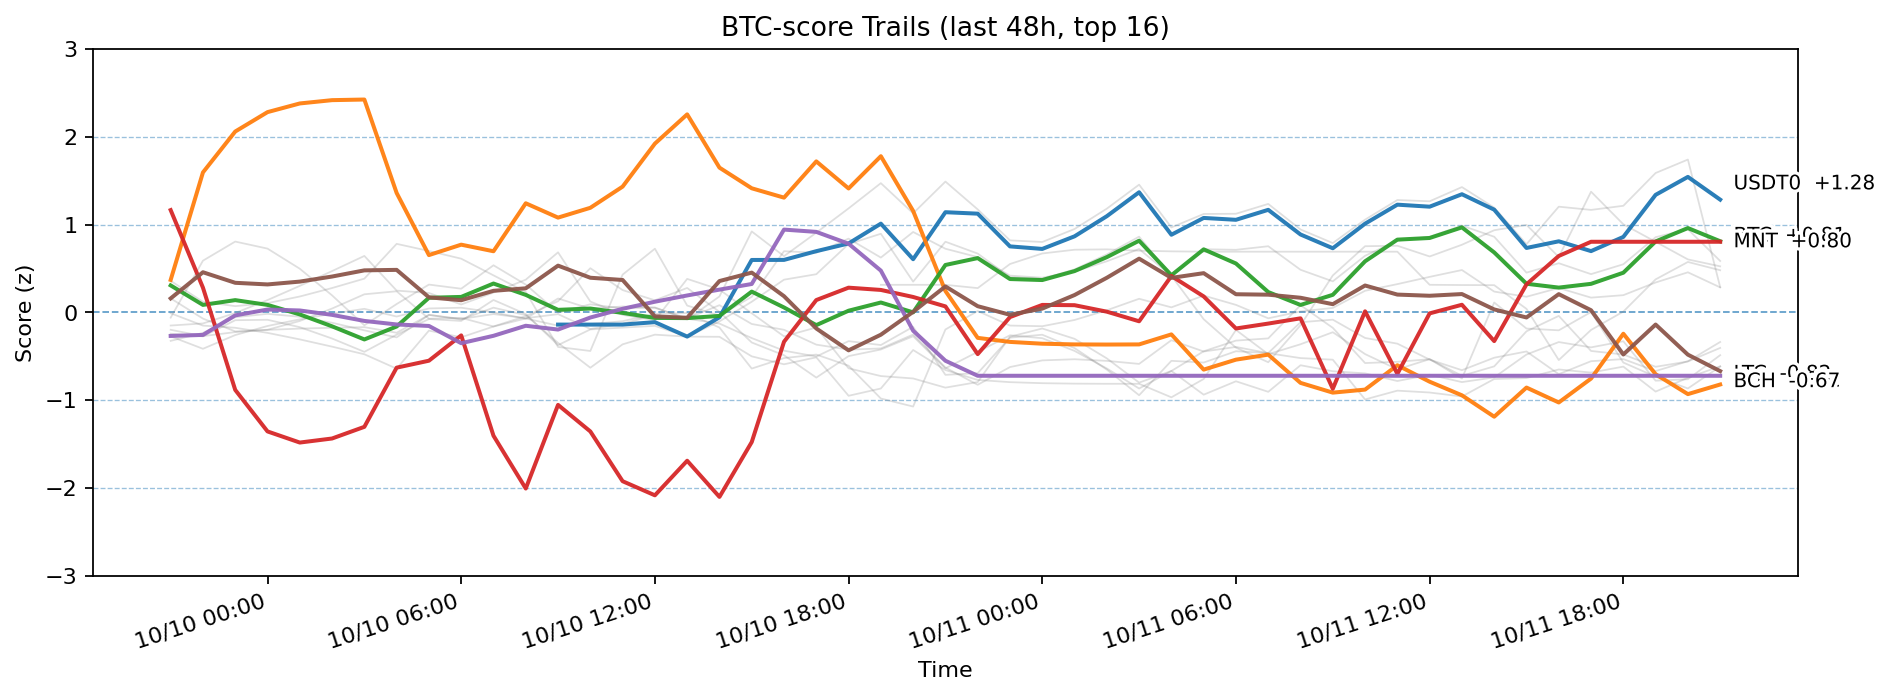 BTC-score Trails (last 48h, top 16)
Score (z)
3
2
1
0
−1
−2
−3
USDT0 +1.28
MNT +0.80
BCH -0.67
10/10 00:00
10/10 06:00
10/10 12:00
10/10 18:00
10/11 00:00
10/11 06:00
10/11 12:00
10/11 18:00
Time